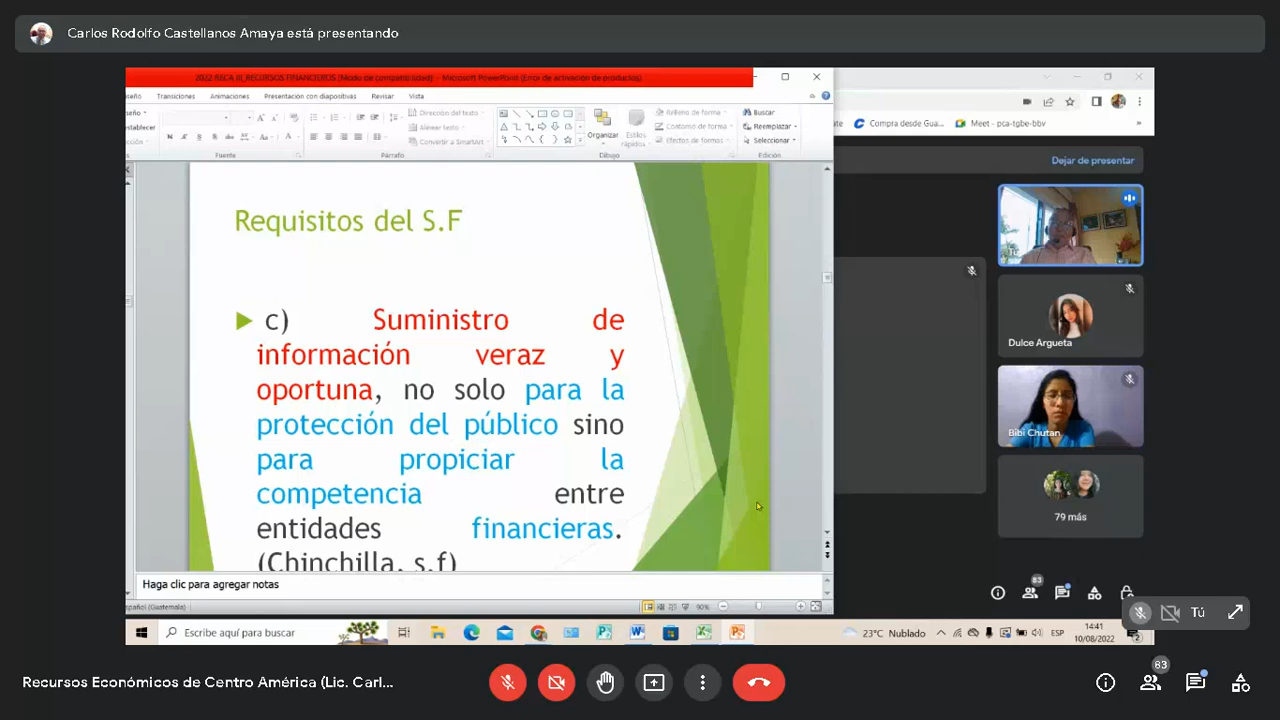 Carlos Rodolfo Castellanos Amaya está presentando
2022 RECA III_RECURSOS FINANCIEROS [Modo de compatibilidad] - Microsoft PowerPoint (Error de activación de productos)
Transiciones Animaciones Presentación con diapositivas Revisar Vista
Dirección del texto
Alinear texto
Convertir a SmartArt
Organizar
Estilos
rápidos
Relleno de forma
Contorno de forma
Efectos de formas
Buscar
Reemplazar
Seleccionar
Fuente Párrafo Dibujo Edición
Compra desde Gua...
Meet - pca-tgbe-bbv
Dejar de presentar
Requisitos del S.F
c) Suministro de
información veraz y
oportuna, no solo para la
protección del público sino
para propiciar la
competencia entre
entidades financieras.
(Chinchilla, s.f)
Dulce Argueta
Bibi Chutan
79 más
83
Tú
Haga clic para agregar notas
español (Guatemala)
90%
Escribe aquí para buscar
23°C Nublado
ESP
14:41
10/08/2022
Recursos Económicos de Centro América (Lic. Carl...
63